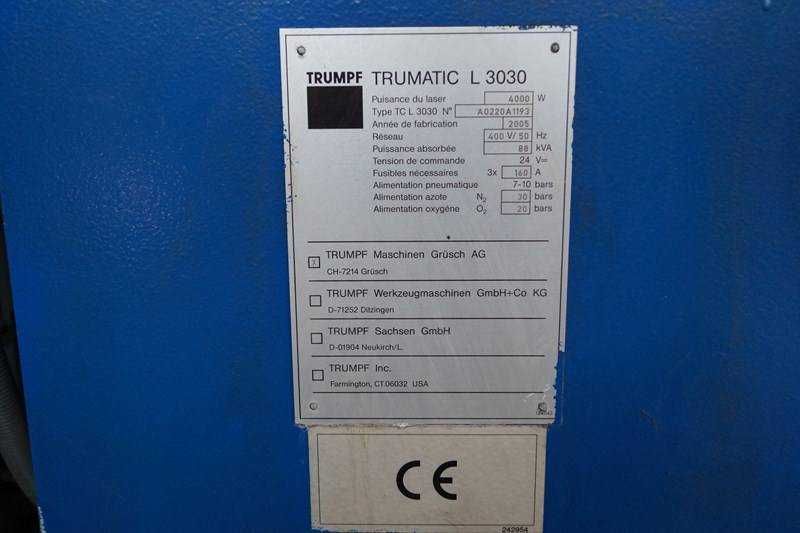 TRUMPF TRUMATIC L 3030
Puisance du laser 4000 W
Type TC L 3030 N° A0220A1193
Année de fabrication 2005
Réseau 400 V/ 50 Hz
Puissance absorbée 88 kVA
Tension de commande 24 V=
Fusibles nécessaires 3x 160 A
Alimentation pneumatique 7-10 bars
Alimentation azote N2 30 bars
Alimentation oxygéne O2 20 bars
TRUMPF Maschinen Grüsch AG
CH-7214 Grüsch
TRUMPF Werkzeugmaschinen GmbH+Co KG
D-71252 Ditzingen
TRUMPF Sachsen GmbH
D-01904 Neukirch/L.
TRUMPF Inc.
Farmington, CT.06032 USA
CE
242954